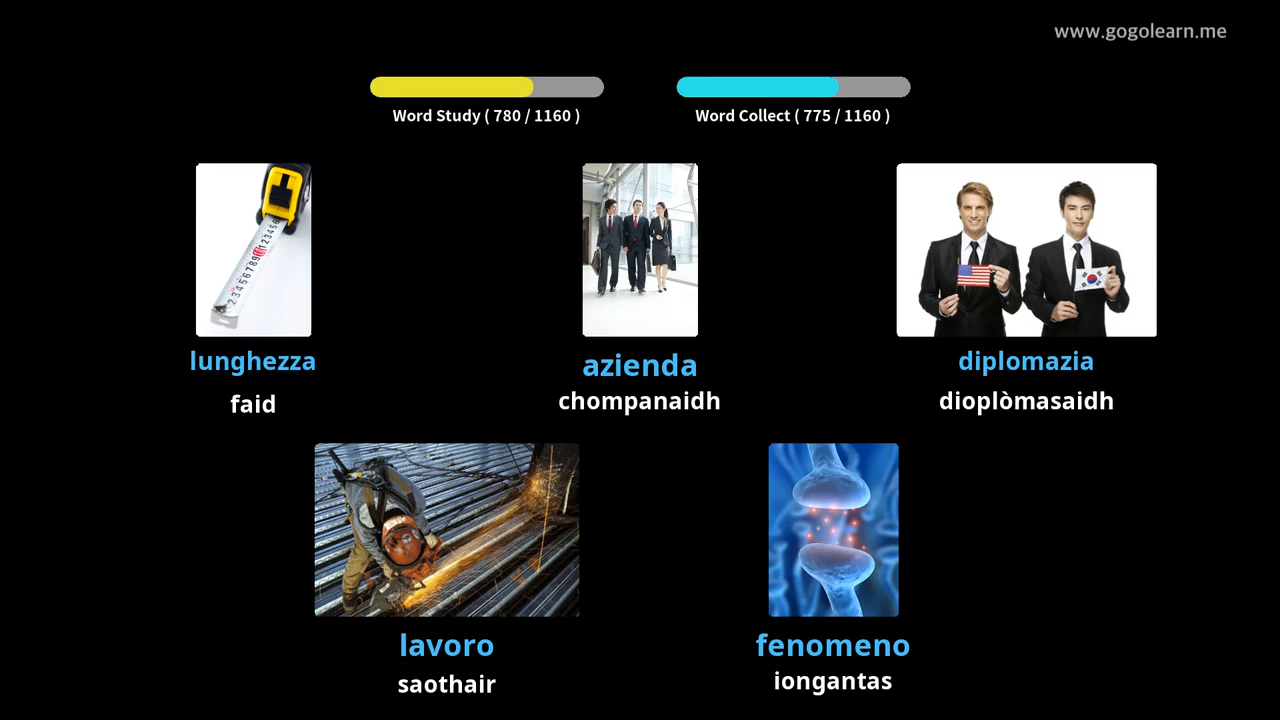 www.gogolearn.me
Word Study ( 780 / 1160 )
Word Collect ( 775 / 1160 )
lunghezza
faid
azienda
chompanaidh
diplomazia
dioplòmasaidh
lavoro
saothair
fenomeno
iongantas